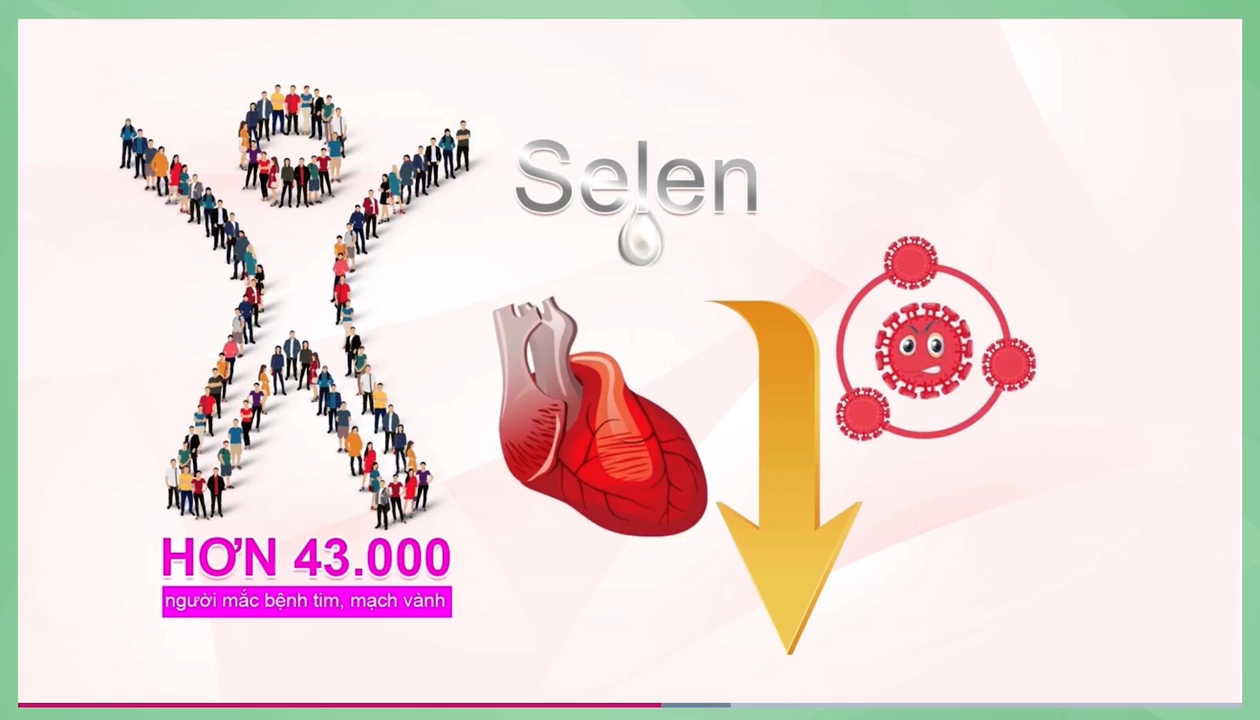 Selen
HƠN 43.000
người mắc bệnh tim, mạch vành